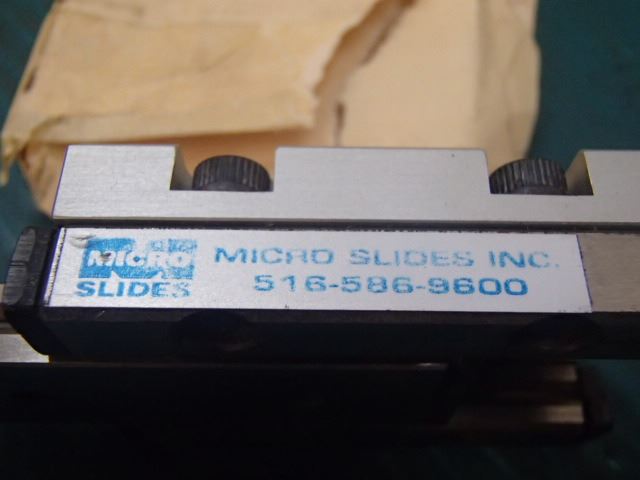 MICRO
SLIDES
MICRO SLIDES INC.
516-586-9600